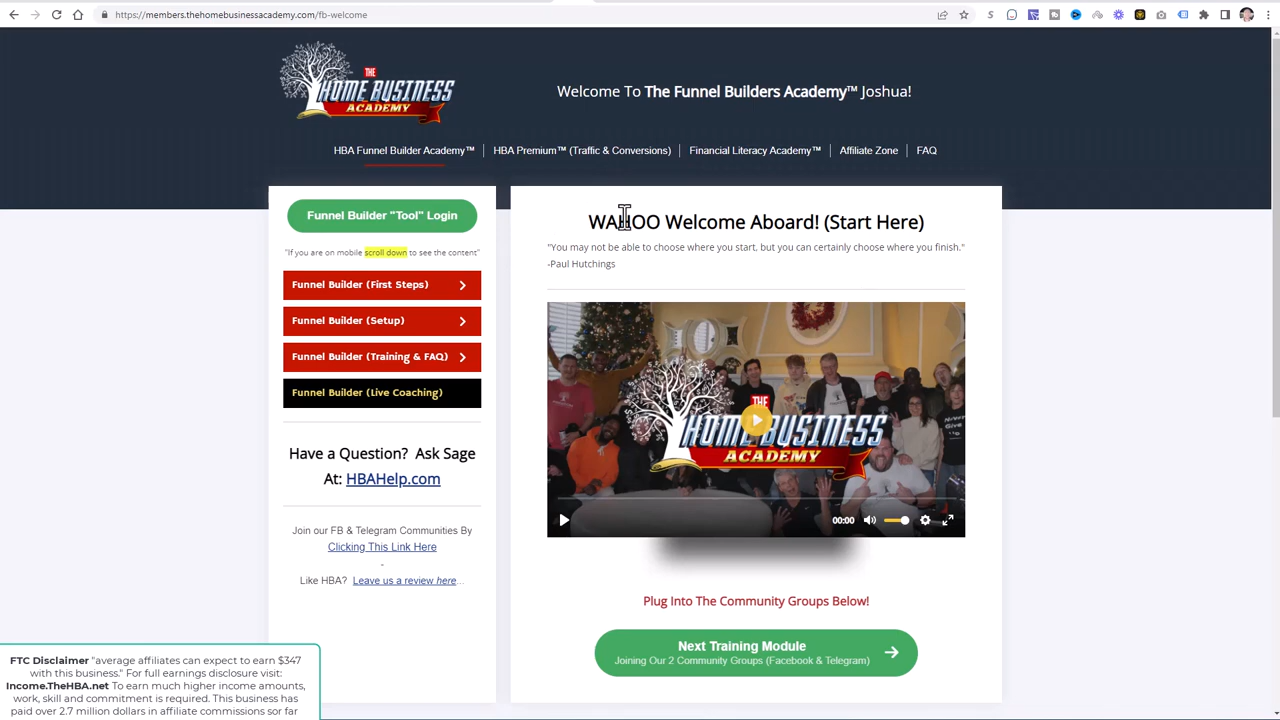 https://members.thehomebusinessacademy.com/fb-welcome
THE
HOME BUSINESS
ACADEMY
Welcome To The Funnel Builders Academy™ Joshua!
HBA Funnel Builder Academy™
HBA Premium™ (Traffic & Conversions)
Financial Literacy Academy™
Affiliate Zone
FAQ
Funnel Builder "Tool" Login
"If you are on mobile scroll down to see the content"
Funnel Builder (First Steps)
Funnel Builder (Setup)
Funnel Builder (Training & FAQ)
Funnel Builder (Live Coaching)
Have a Question? Ask Sage
At: HBAHelp.com
Join our FB & Telegram Communities By
Clicking This Link Here
-
Like HBA? Leave us a review here...
WAHOO Welcome Aboard! (Start Here)
"You may not be able to choose where you start, but you can certainly choose where you finish."
-Paul Hutchings
THE
HOME BUSINESS
ACADEMY
00:00
Plug Into The Community Groups Below!
Next Training Module
Joining Our 2 Community Groups (Facebook & Telegram)
FTC Disclaimer "average affiliates can expect to earn $347
with this business." For full earnings disclosure visit:
Income.TheHBA.net To earn much higher income amounts,
work, skill and commitment is required. This business has
paid over 2.7 million dollars in affiliate commissions sor far